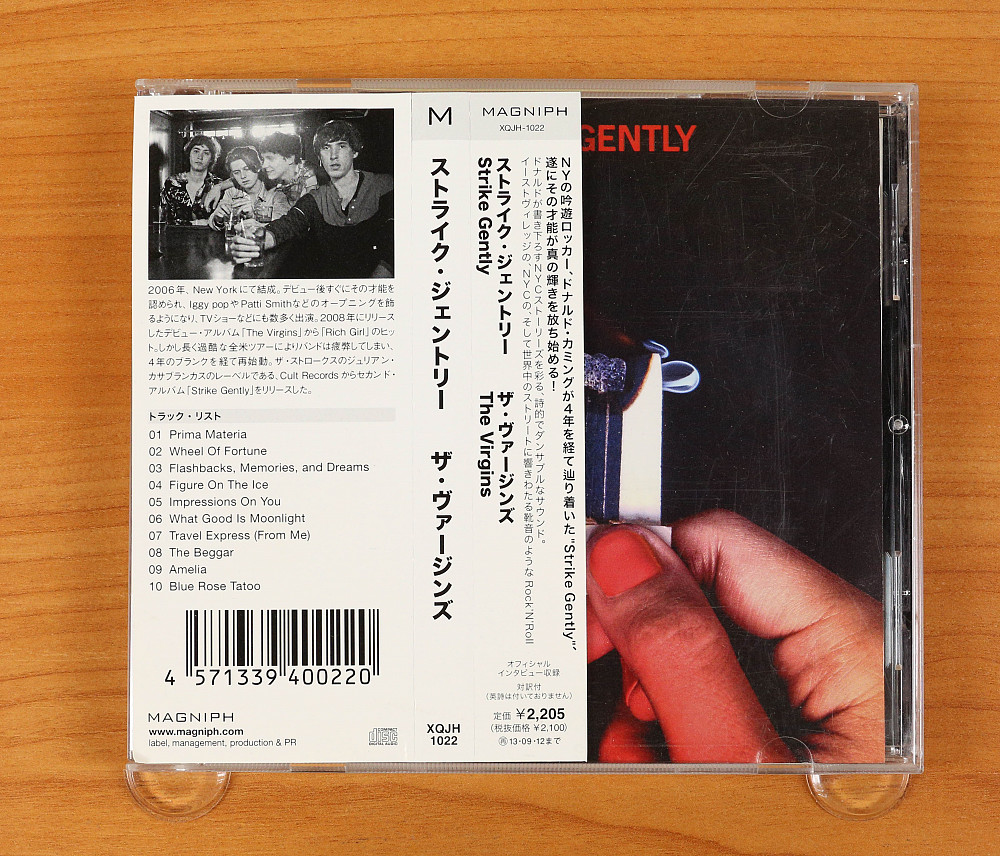 2006年、New Yorkにて結成。デビュー後すぐにその才能を
認められ、Iggy popやPatti Smithなどのオープニングを飾
るようになり、TVショーなどにも数多く出演。2008年にリリース
したデビュー・アルバム「The Virgins」から「Rich Girl」のヒッ
ト。しかし長く過酷な全米ツアーによりバンドは疲弊してしまい、
4年のブランクを経て再始動。ザ・ストロークスのジュリアン・
カサブランカスのレーベルである、Cult Recordsからセカンド・
アルバム「Strike Gently」をリリースした。
トラック・リスト
01 Prima Materia
02 Wheel Of Fortune
03 Flashbacks, Memories, and Dreams
04 Figure On The Ice
05 Impressions On You
06 What Good Is Moonlight
07 Travel Express (From Me)
08 The Beggar
09 Amelia
10 Blue Rose Tatoo
4 571339 400220
MAGNIPH
www.magniph.com
label, management, production & PR
COMPACT
disc
DIGITAL AUDIO
M
ストライク・ジェントリー ザ・ヴァージンズ
XQJH
1022
MAGNIPH
XQJH-1022
NYの吟遊ロッカー、ドナルド・カミングが4年を経て辿り着いた"Strike Gently"、
遂にその才能が真の輝きを放ち始める!
ドナルドが書き下ろすNYCストーリーズを彩る、詩的でダンサブルなサウンド。
イーストヴィレッジの、NYCの、そして世界中のストリートに響きわたる靴音のようなRock'N'Roll
ストライク・ジェントリー ザ・ヴァージンズ
Strike Gently The Virgins
オフィシャル
インタビュー収録
対訳付
(英詩は付いておりません)
定価 ¥2,205
(税抜価格 ¥2,100)
㋐13・09・12まで
GENTLY